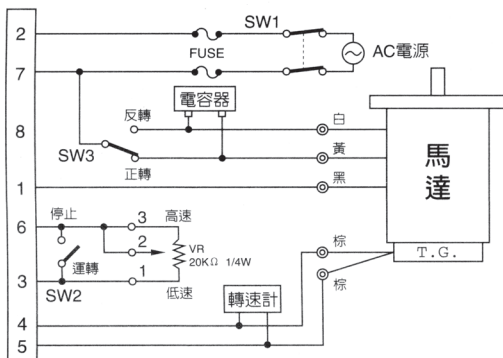 2
FUSE
SW1
AC電源
7
電容器
8
反轉
白
SW3
黃
正轉
馬達
1
黑
6
停止
3
高速
2
VR
20KΩ 1/4W
運轉
1
低速
3
SW2
棕
T.G.
轉速計
棕
4
5